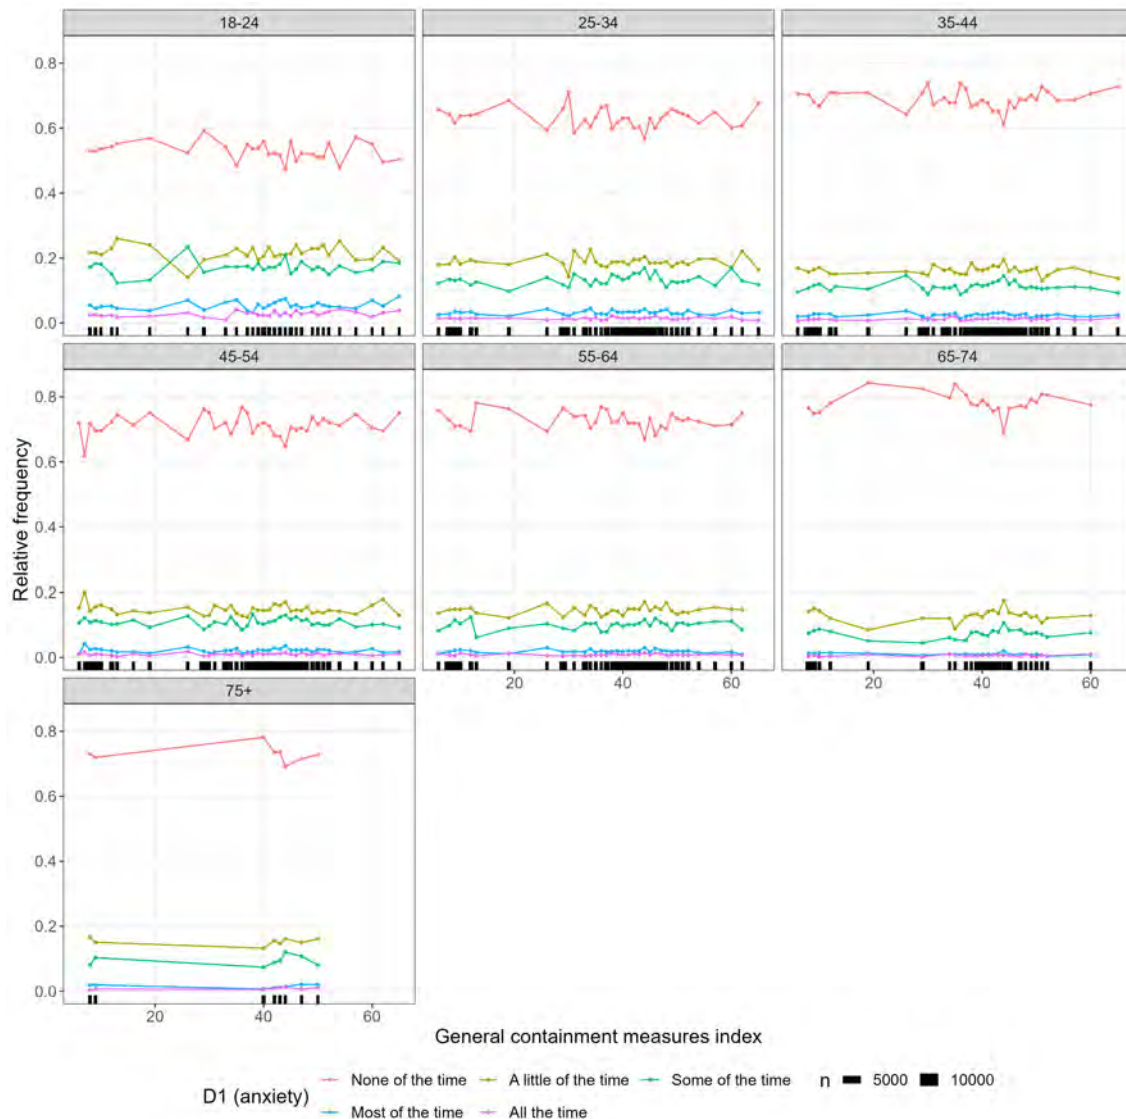 18-24 25-34 35-44
0.8
0.6
0.4
0.2
0.0
45-54 55-64 65-74
0.8
0.6
0.4
0.2
0.0
20 40 60 20 40 60
75+
0.8
0.6
0.4
0.2
0.0
20 40 60
Relative frequency
General containment measures index
D1 (anxiety) None of the time A little of the time Some of the time n 5000 10000
Most of the time All the time